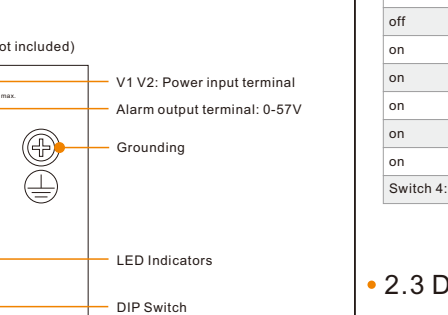 ot included)
max.
V1 V2: Power input terminal
Alarm output terminal: 0-57V
Grounding
LED Indicators
DIP Switch
off
on
on
on
on
on
Switch 4:
• 2.3 D